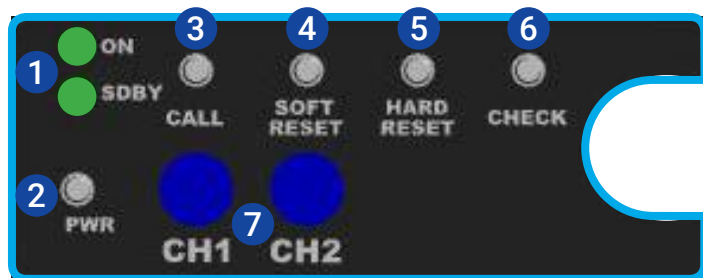 3
4
5
6
ON
1
SDBY
CALL
SOFT
RESET
HARD
RESET
CHECK
2
PWR
7
CH1
CH2